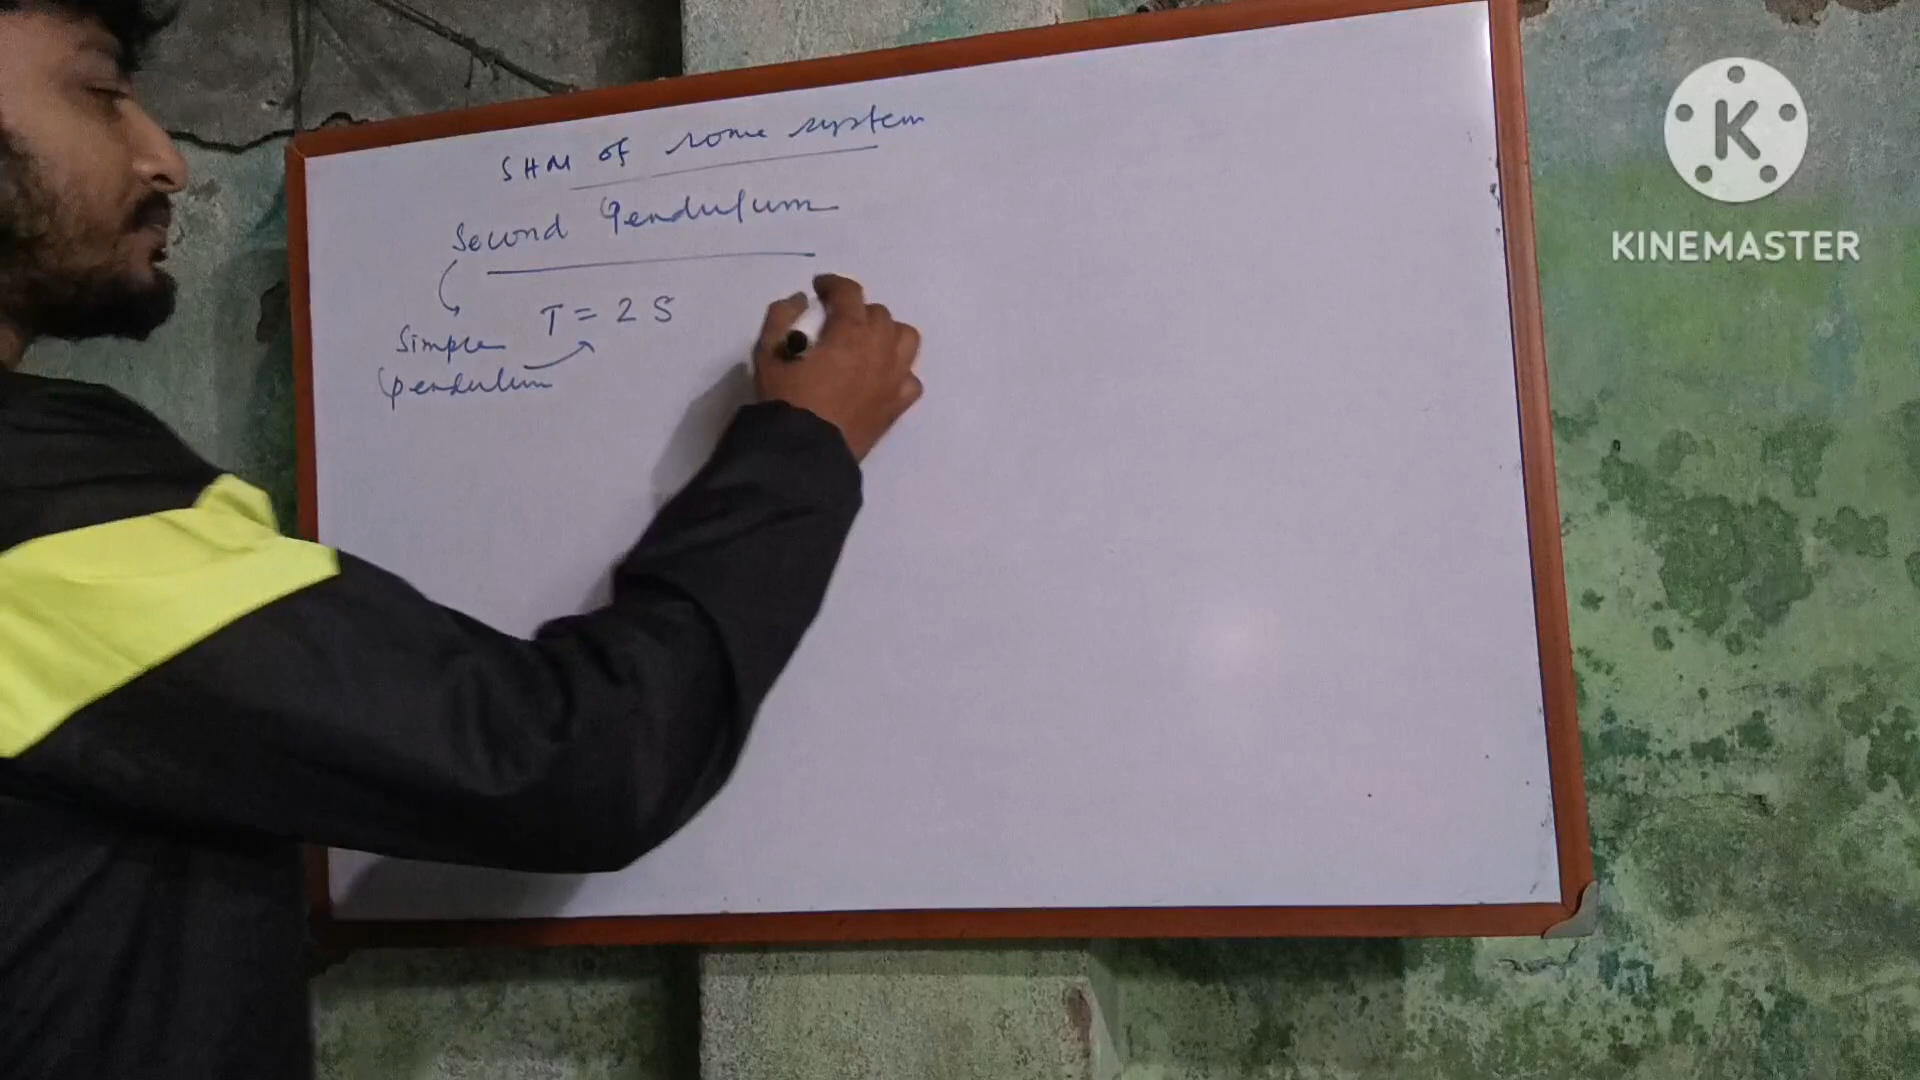 SHM of some system
Second Pendulum
T = 2 S
Simple
pendulum
K
KINEMASTER